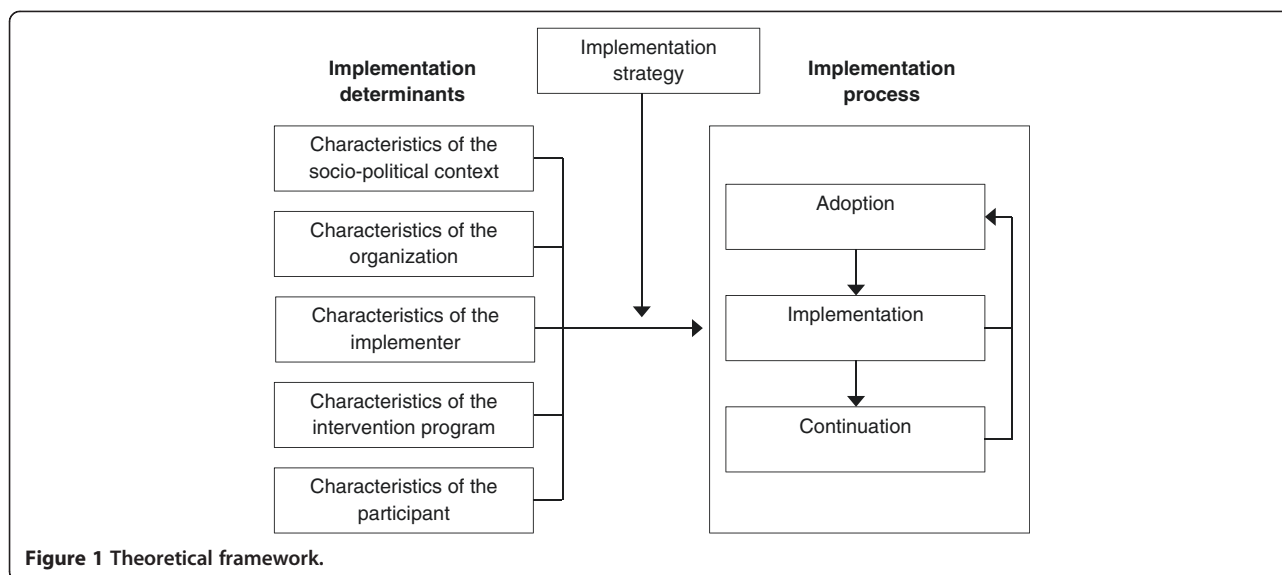 Implementation
strategy
Implementation
determinants
Characteristics of the
socio-political context
Characteristics of the
organization
Characteristics of the
implementer
Characteristics of the
intervention program
Characteristics of the
participant
Implementation
process
Adoption
Implementation
Continuation
Figure 1 Theoretical framework.